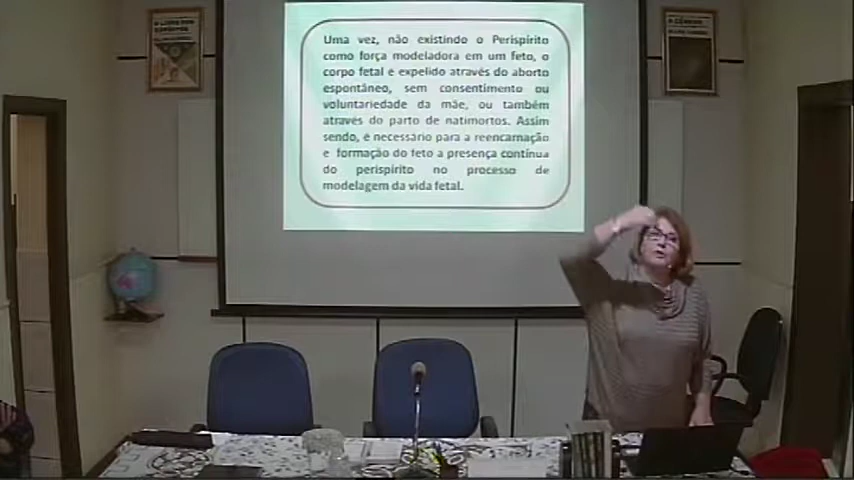 Uma vez, não existindo o Perispírito
como força modeladora em um feto, o
corpo fetal é expelido através do aborto
espontâneo, sem consentimento ou
voluntariedade da mãe, ou também
através do parto de natimortos. Assim
sendo, é necessário para a reencarnação
e formação do feto a presença contínua
do perispírito no processo de
modelagem da vida fetal.